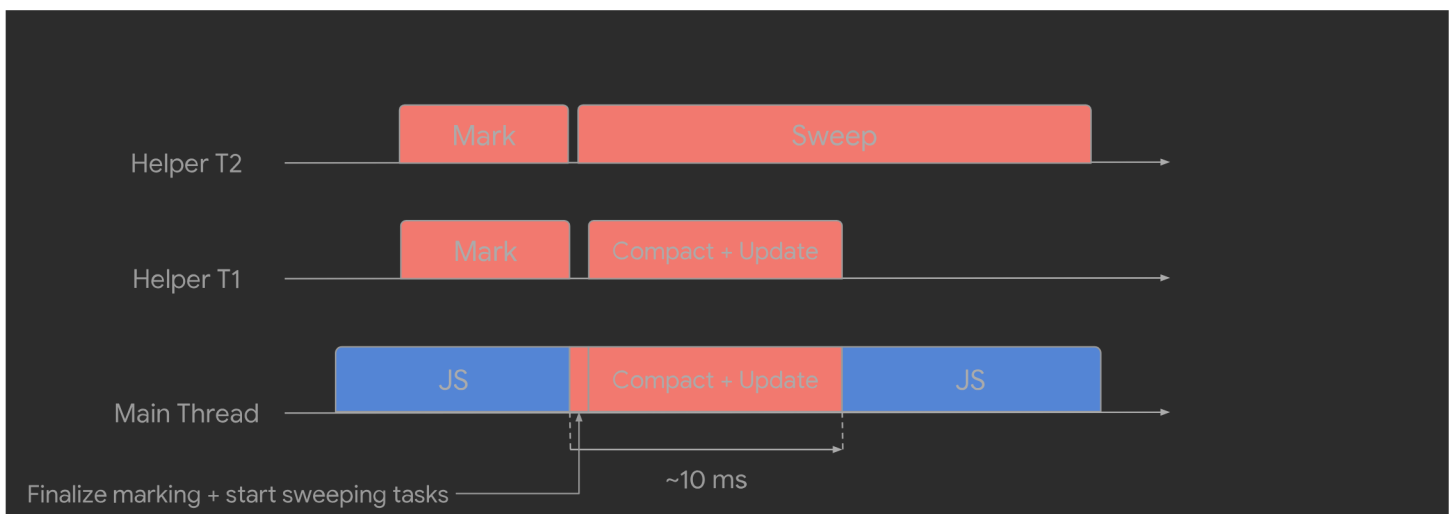 Mark
Sweep
Helper T2
Mark
Compact + Update
Helper T1
JS
Compact + Update
JS
Main Thread
~10 ms
Finalize marking + start sweeping tasks